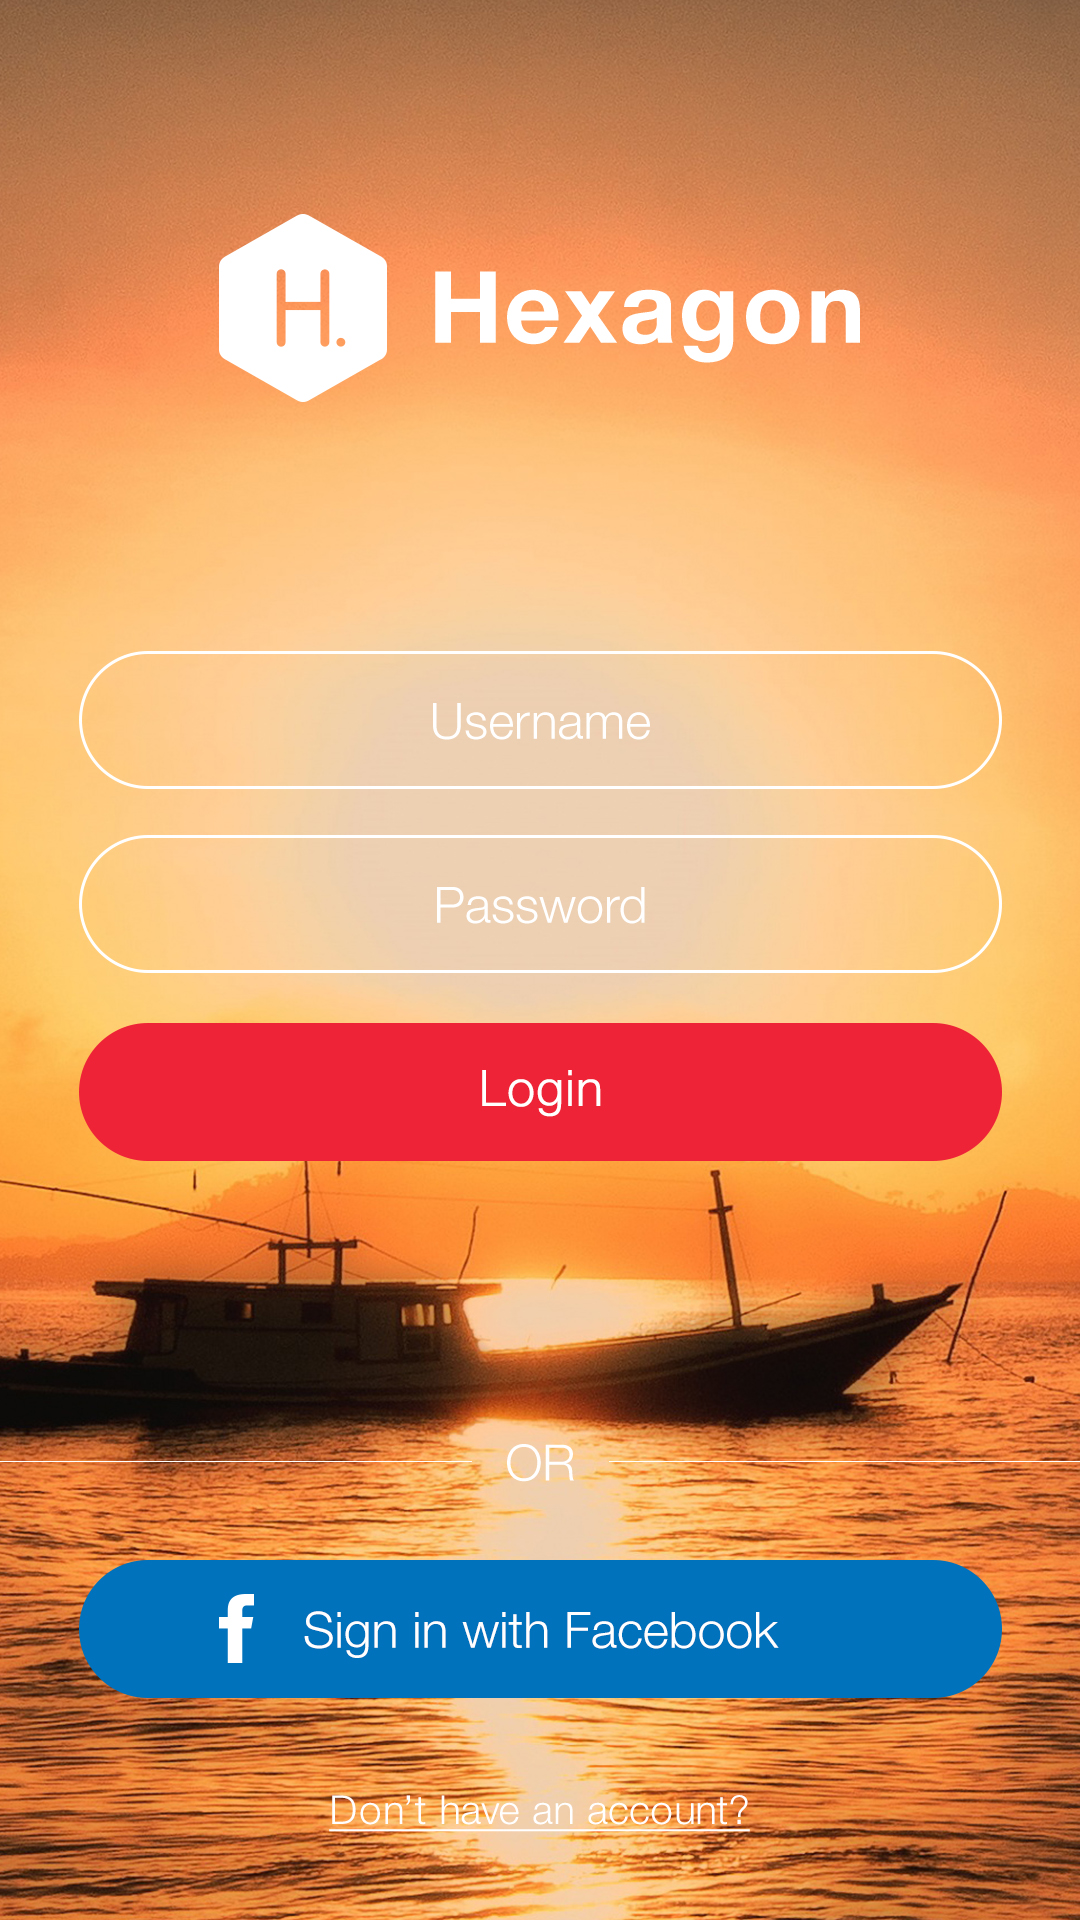 H.
Hexagon
Username
Password
Login
OR
f
Sign in with Facebook
Don't have an account?